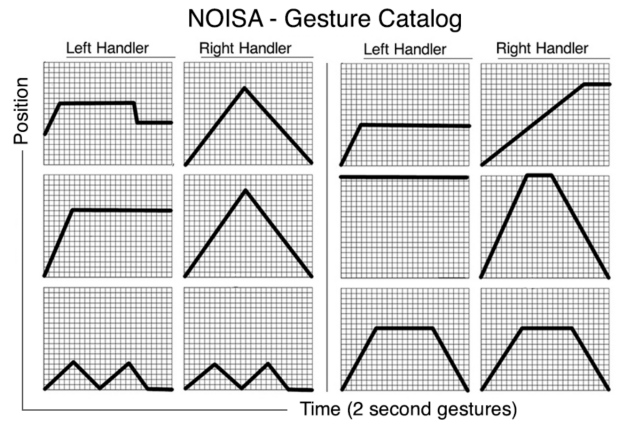 NOISA - Gesture Catalog
Left Handler
Right Handler
Left Handler
Right Handler
Position
Time (2 second gestures)